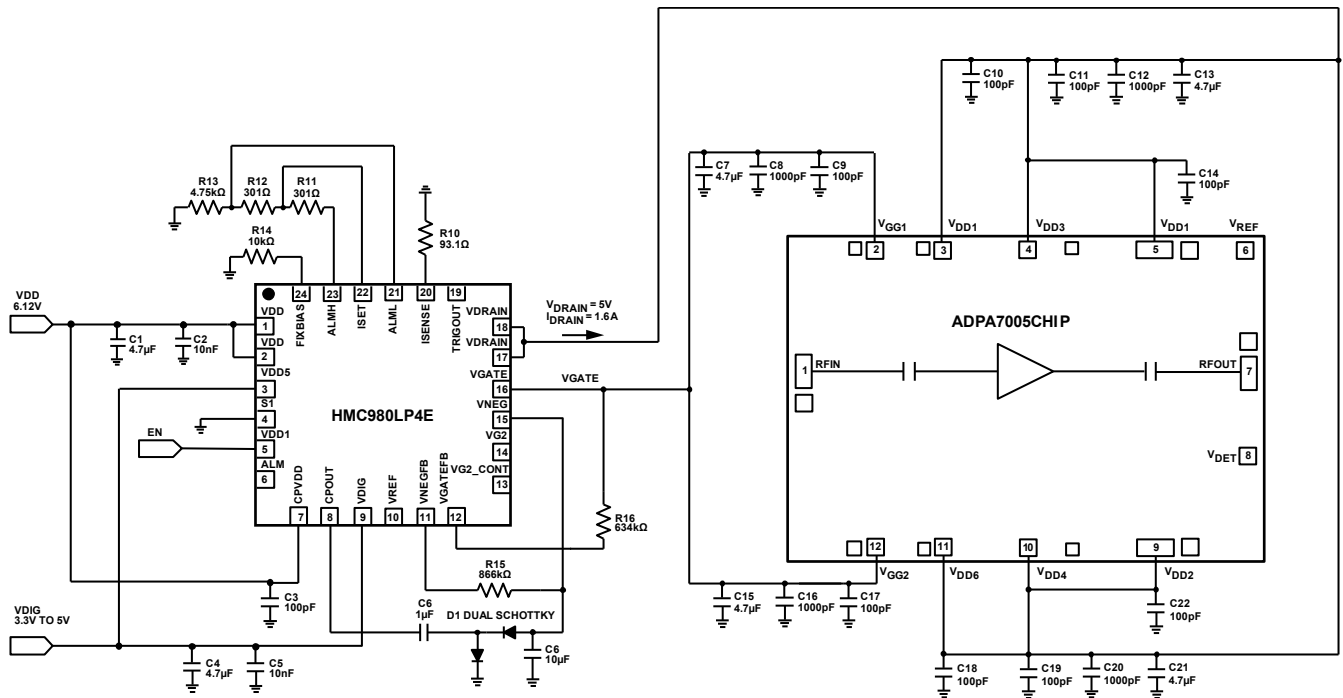 C10
100pF
C11
100pF
C12
1000pF
C13
4.7µF
C7
4.7µF
C8
1000pF
C9
100pF
C14
100pF
R13
4.75kΩ
R12
301Ω
R11
301Ω
R10
93.1Ω
R14
10kΩ
VGG1
VDD1
VDD3
VDD1
VREF
2
3
4
5
6
VDD
6.12V
C1
4.7µF
C2
10nF
24
23
22
21
20
19
FIXBIAS
ALMH
ISET
ALML
ISENSE
TRIGOUT
VDD
1
VDD
2
VDD5
3
S1
4
VDD1
5
ALM
6
EN
HMC980LP4E
VDRAIN
18
VDRAIN
17
VGATE
16
VNEG
15
VG2
14
VG2_CONT
13
CPVDD
CPOUT
VDIG
VREF
VNEGFB
VGATEFB
7
8
9
10
11
12
VDRAIN = 5V
IDRAIN = 1.6A
VGATE
ADPA7005CHIP
1
RFIN
RFOUT
7
VDET
8
R16
634kΩ
R15
866kΩ
C3
100pF
C6
1µF
D1 DUAL SCHOTTKY
C6
10µF
VDIG
3.3V TO 5V
C4
4.7µF
C5
10nF
12
11
10
9
VGG2
VDD6
VDD4
VDD2
C15
4.7µF
C16
1000pF
C17
100pF
C22
100pF
C18
100pF
C19
100pF
C20
1000pF
C21
4.7µF